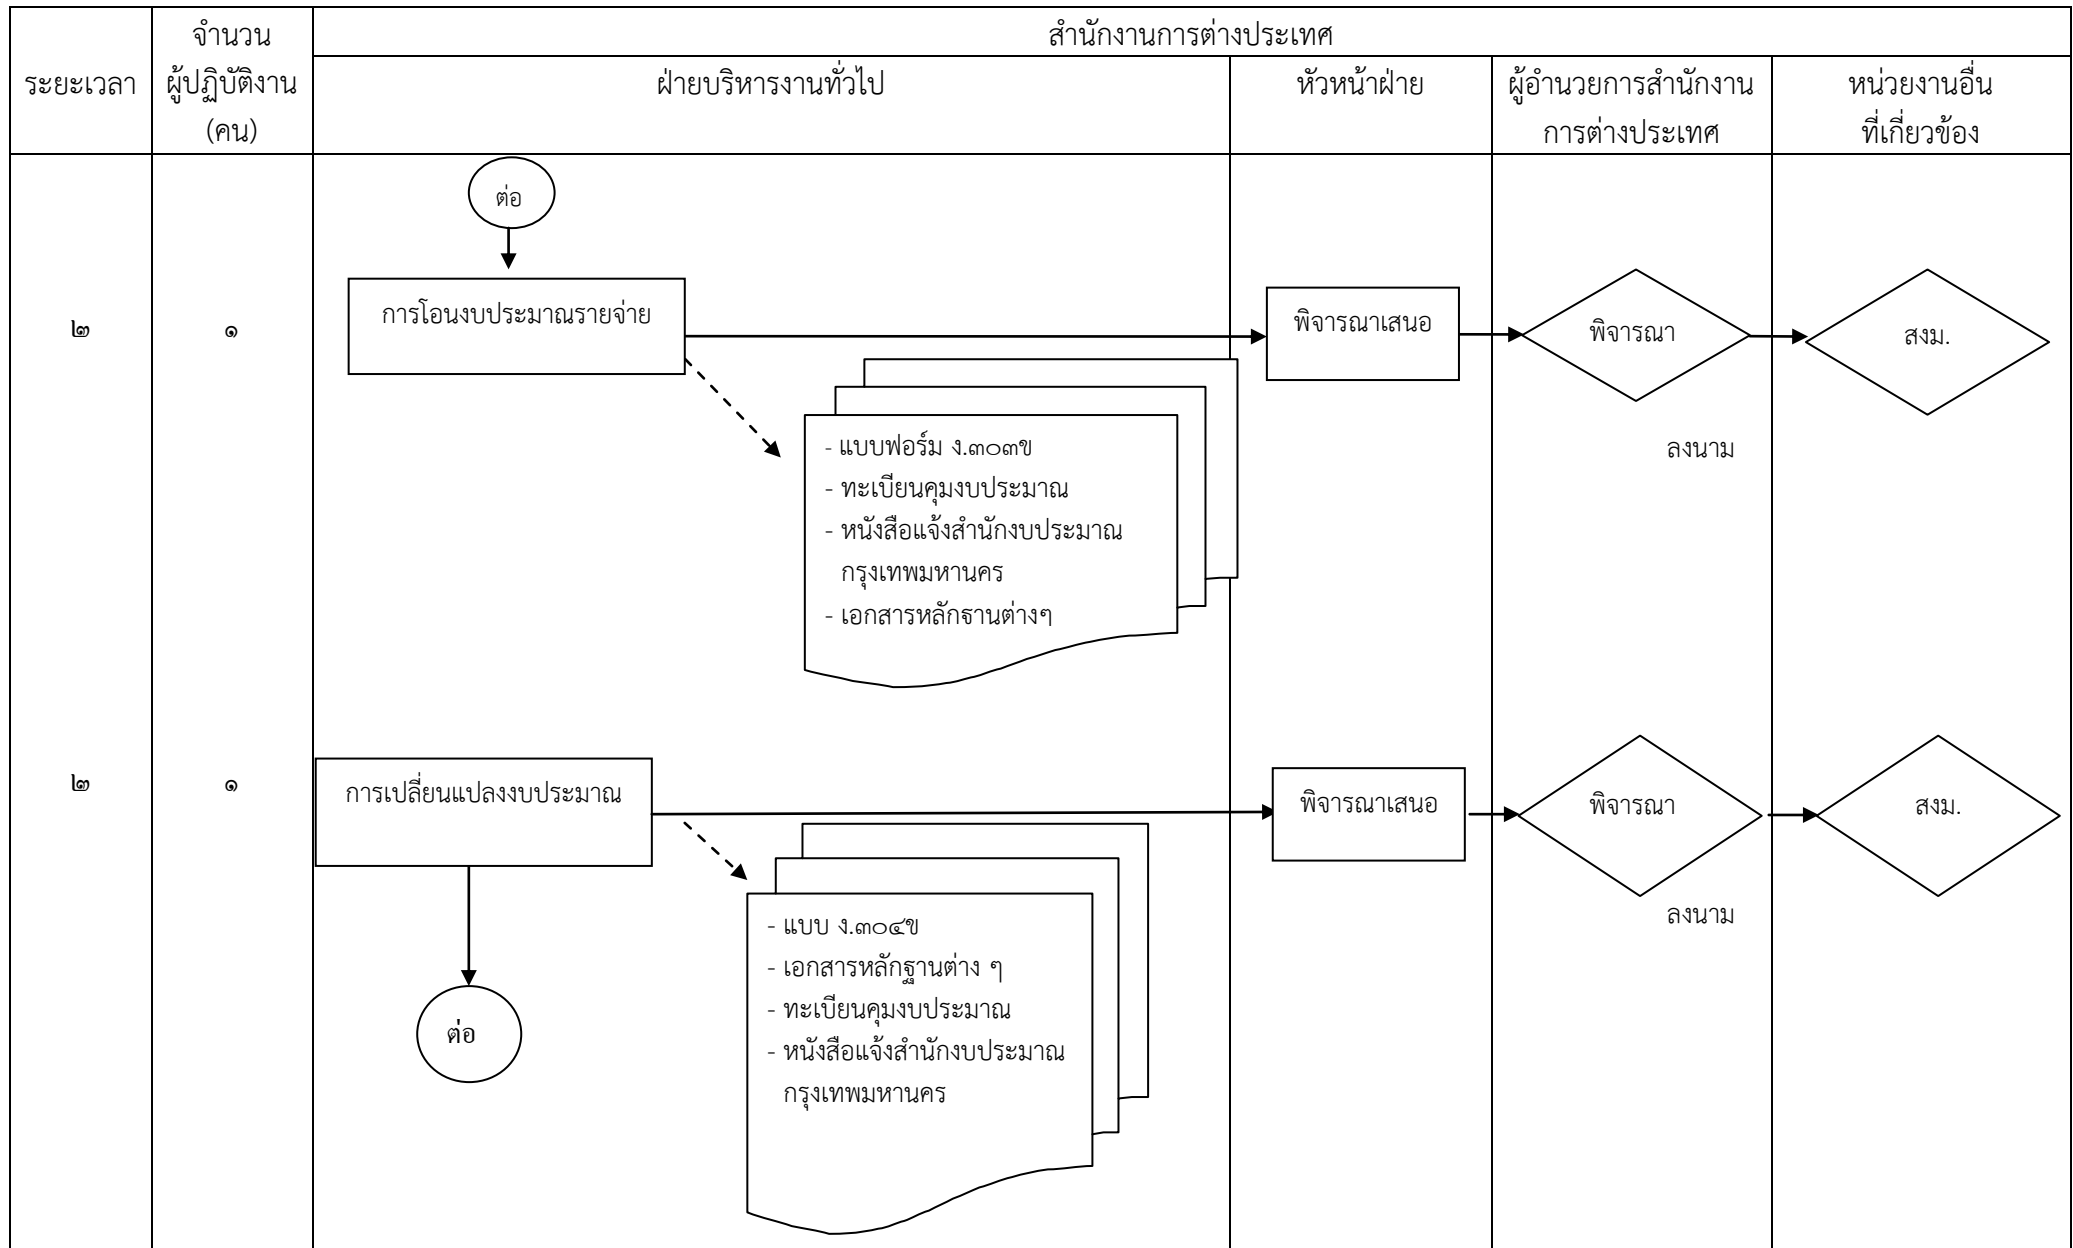 ระยะเวลา
จำนวน
ผู้ปฏิบัติงาน
(คน)
สำนักงานการต่างประเทศ
ฝ่ายบริหารงานทั่วไป
หัวหน้าฝ่าย
ผู้อำนวยการสำนักงาน
การต่างประเทศ
หน่วยงานอื่น
ที่เกี่ยวข้อง
ต่อ
๒
๑
การโอนงบประมาณรายจ่าย
พิจารณาเสนอ
พิจารณา
สงม.
ลงนาม
- แบบฟอร์ม ง.๓๐๓ข
- ทะเบียนคุมงบประมาณ
- หนังสือแจ้งสำนักงบประมาณ
กรุงเทพมหานคร
- เอกสารหลักฐานต่างๆ
๒
๑
การเปลี่ยนแปลงงบประมาณ
พิจารณาเสนอ
พิจารณา
สงม.
ลงนาม
- แบบ ง.๓๐๔ข
- เอกสารหลักฐานต่าง ๆ
- ทะเบียนคุมงบประมาณ
- หนังสือแจ้งสำนักงบประมาณ
กรุงเทพมหานคร
ต่อ